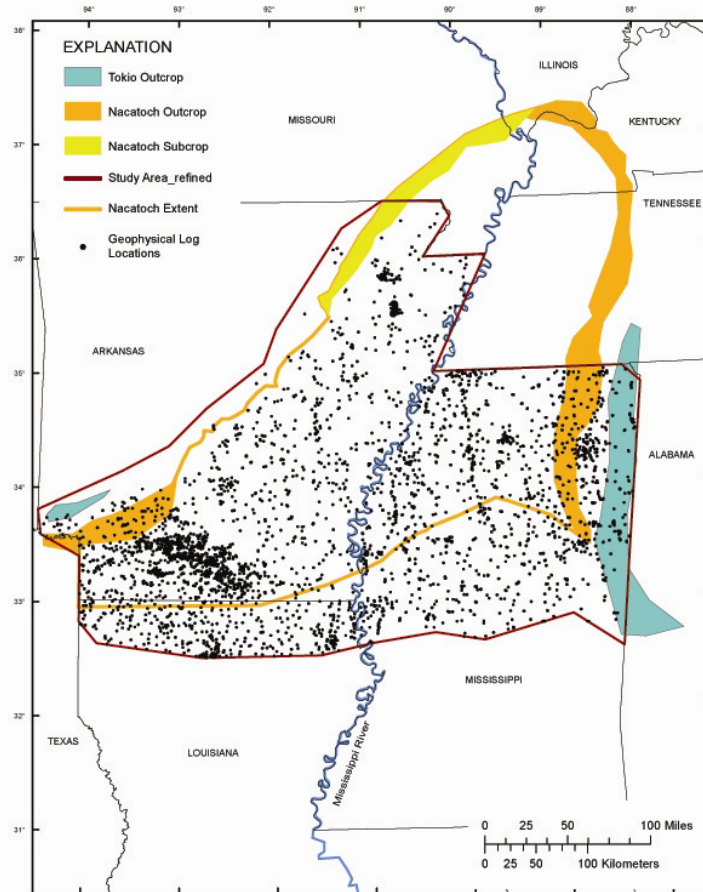 94° 93° 92° 91° 90° 89° 88°
38°
EXPLANATION
Tokio Outcrop
Nacatoch Outcrop
Nacatoch Subcrop
Study Area_refined
Nacatoch Extent
Geophysical Log
Locations
ILLINOIS
MISSOURI
KENTUCKY
37°
TENNESSEE
36°
ARKANSAS
35°
ALABAMA
34°
33°
MISSISSIPPI
32°
TEXAS
LOUISIANA
Mississippi River
31°
0 25 50 100 Miles
0 25 50 100 Kilometers